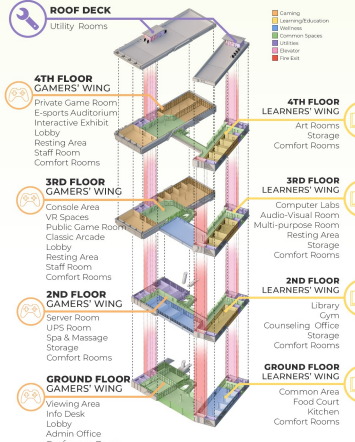 ROOF DECK
Utility Rooms
Gaming
Learning/Education
Wellness
Common Spaces
Utilities
Elevator
Fire Exit
4TH FLOOR
GAMERS' WING
Private Game Room
E-sports Auditorium
Interactive Exhibit
Lobby
Resting Area
Staff Room
Comfort Rooms
4TH FLOOR
LEARNERS' WING
Art Rooms
Storage
Comfort Rooms
3RD FLOOR
GAMERS' WING
Console Area
VR Spaces
Public Game Room
Classic Arcade
Lobby
Resting Area
Staff Room
Comfort Rooms
3RD FLOOR
LEARNERS' WING
Computer Labs
Audio-Visual Room
Multi-purpose Room
Resting Area
Storage
Comfort Rooms
2ND FLOOR
GAMERS' WING
Server Room
UPS Room
Spa & Massage
Storage
Comfort Rooms
2ND FLOOR
LEARNERS' WING
Library
Gym
Counseling Office
Storage
Comfort Rooms
GROUND FLOOR
GAMERS' WING
Viewing Area
Info Desk
Lobby
Admin Office
GROUND FLOOR
LEARNERS' WING
Common Area
Food Court
Kitchen
Comfort Rooms